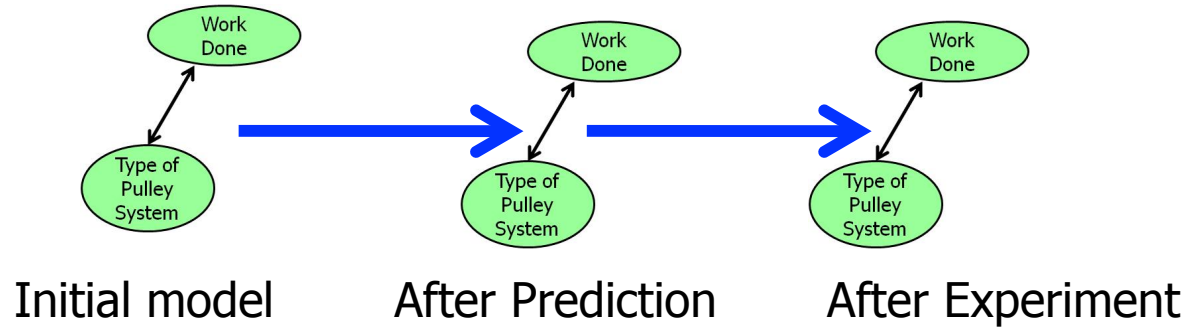 Work
Done
Type of
Pulley
System
Initial model
Work
Done
Type of
Pulley
System
After Prediction
Work
Done
Type of
Pulley
System
After Experiment